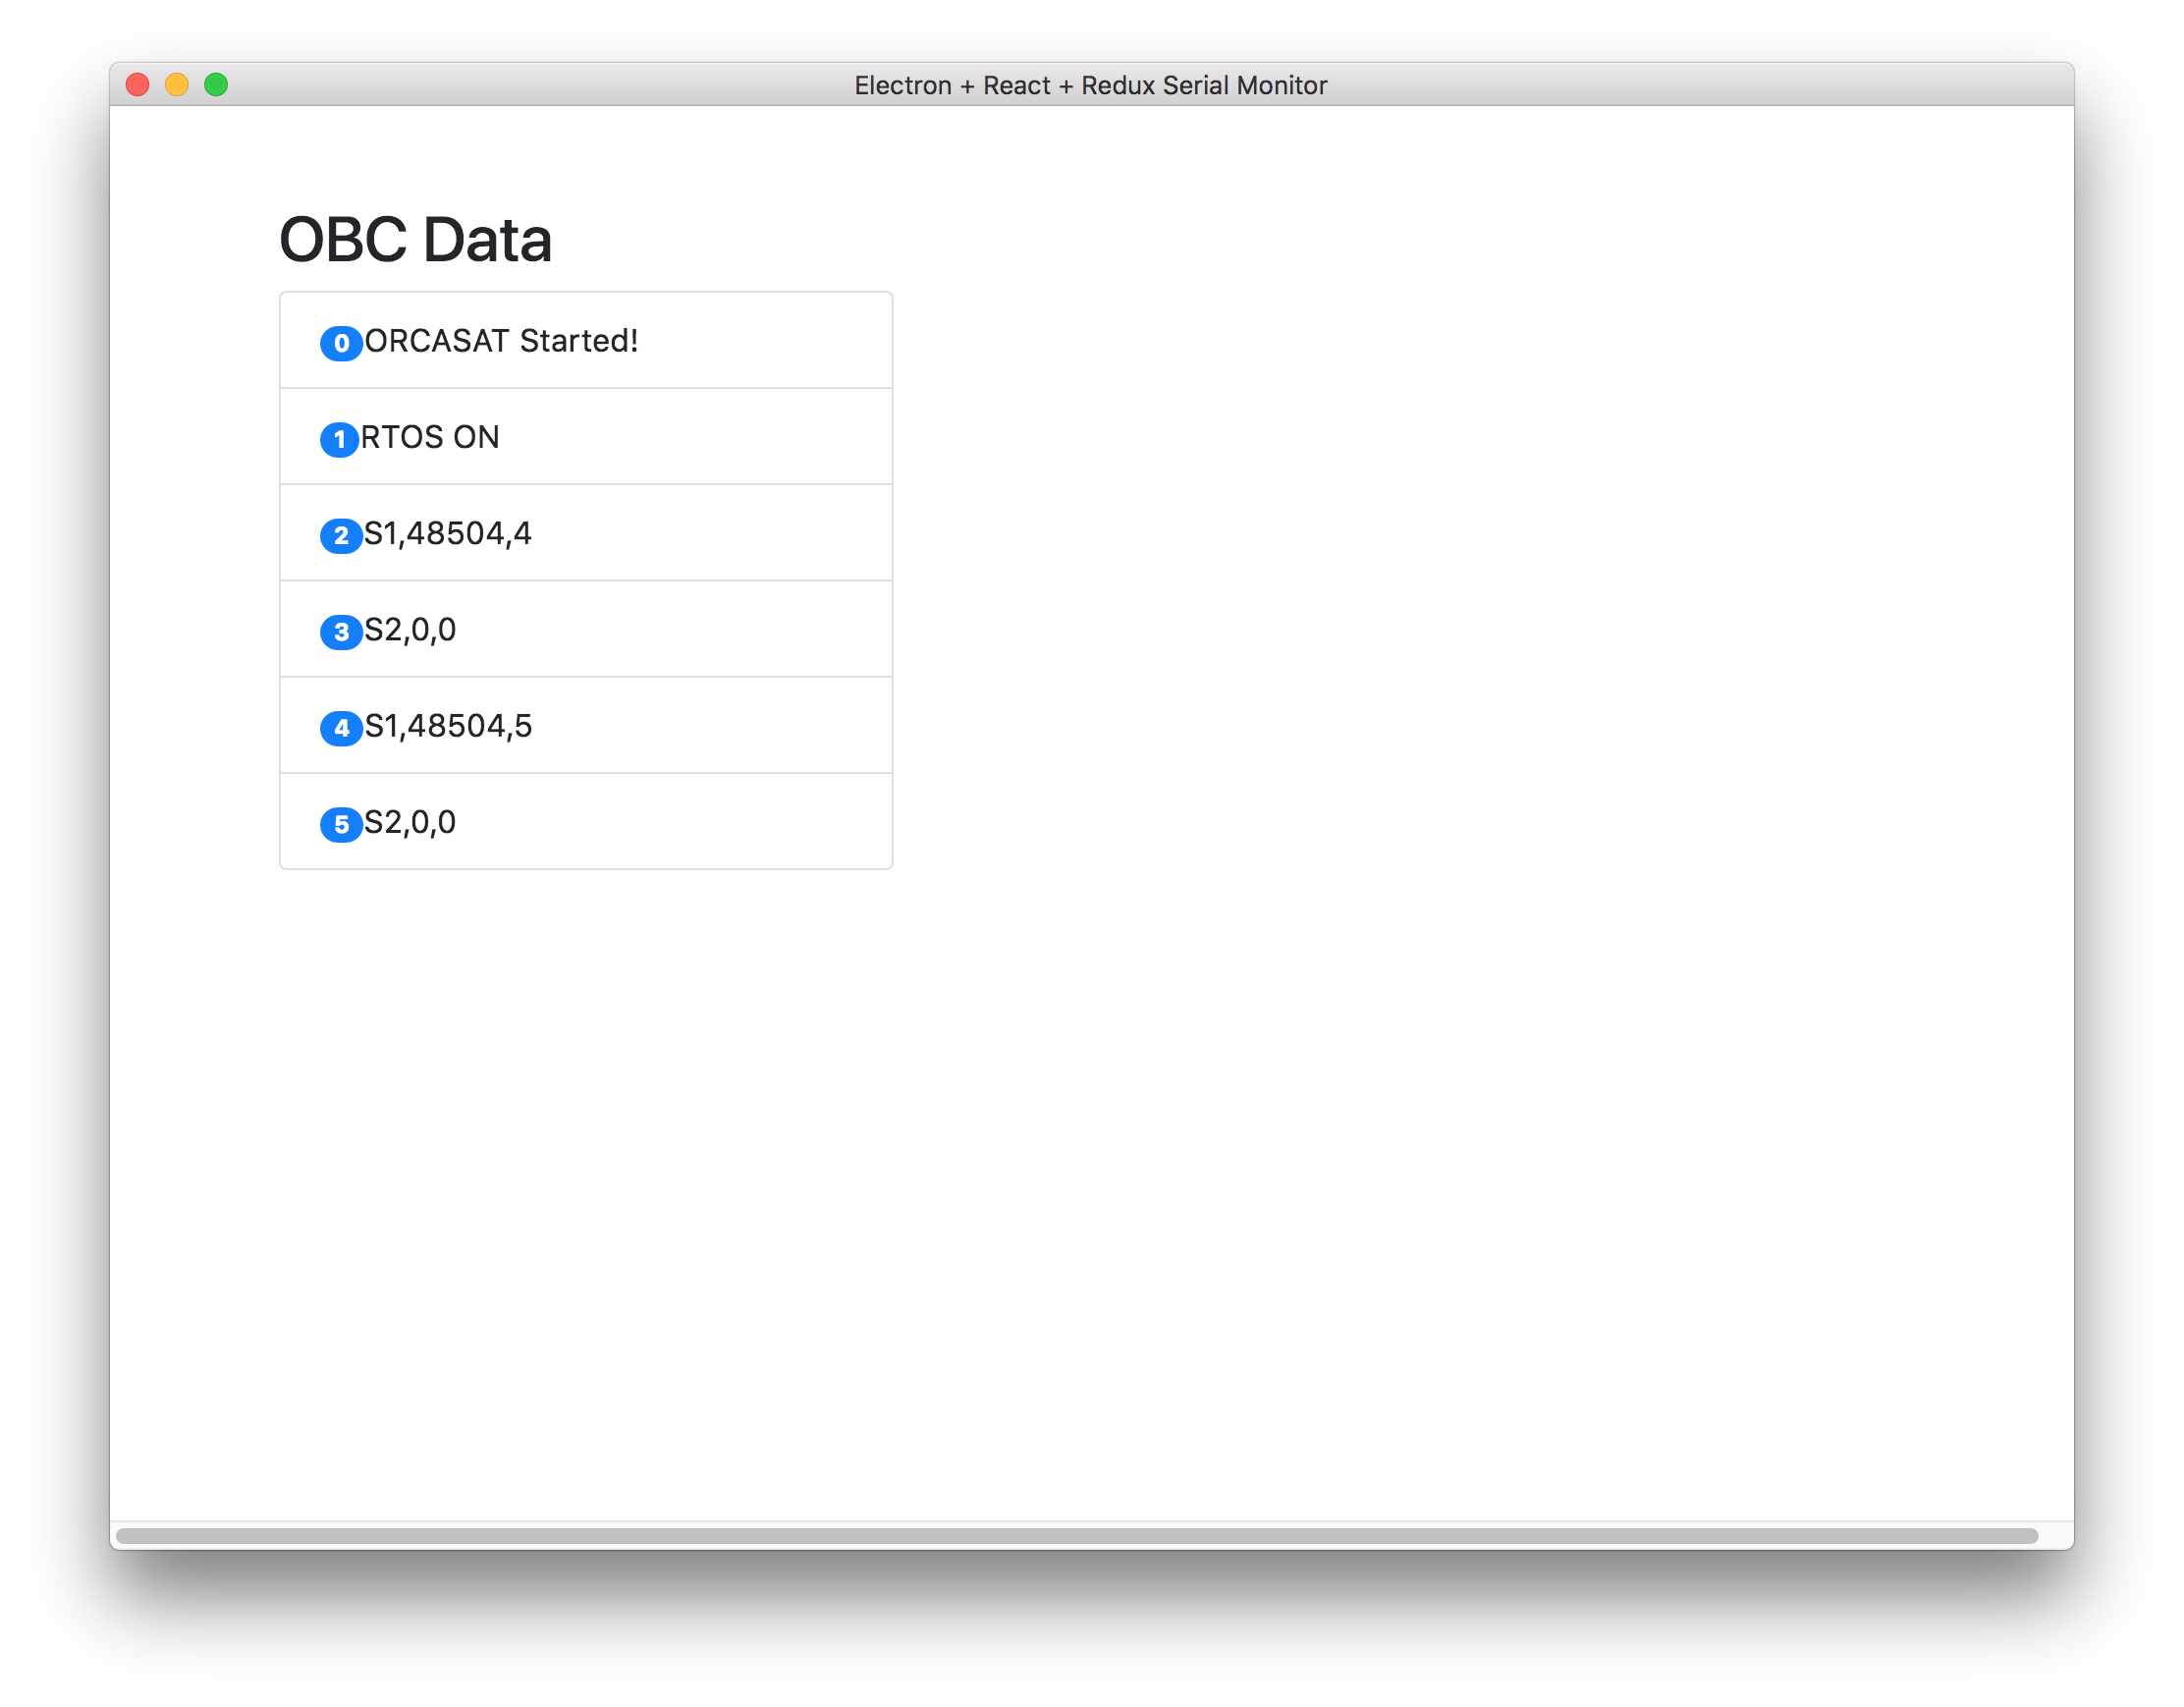 Electron + React + Redux Serial Monitor
OBC Data
0 ORCASAT Started!
1 RTOS ON
2 S1,48504,4
3 S2,0,0
4 S1,48504,5
5 S2,0,0